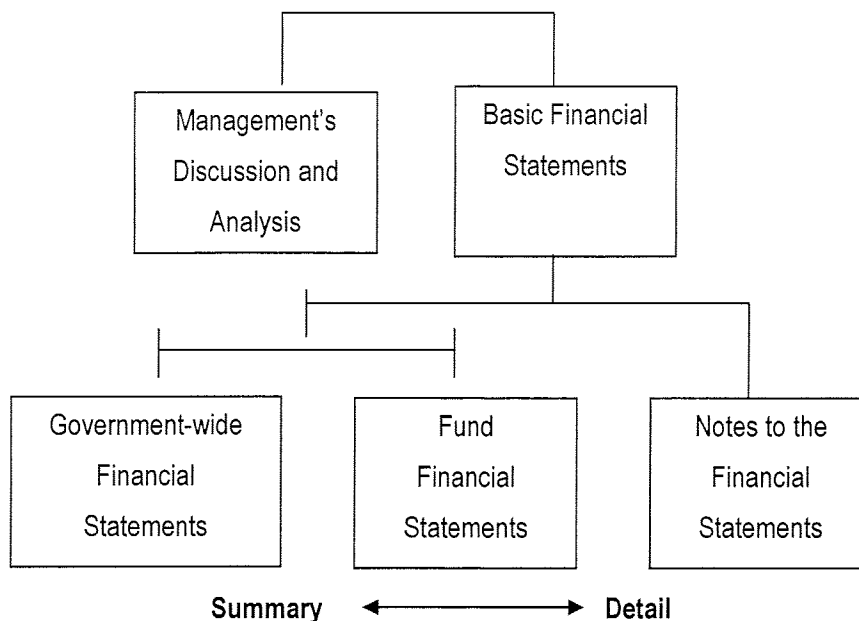 Management's
Discussion and
Analysis
Basic Financial
Statements
Government-wide
Financial
Statements
Fund
Financial
Statements
Notes to the
Financial
Statements
Summary
Detail